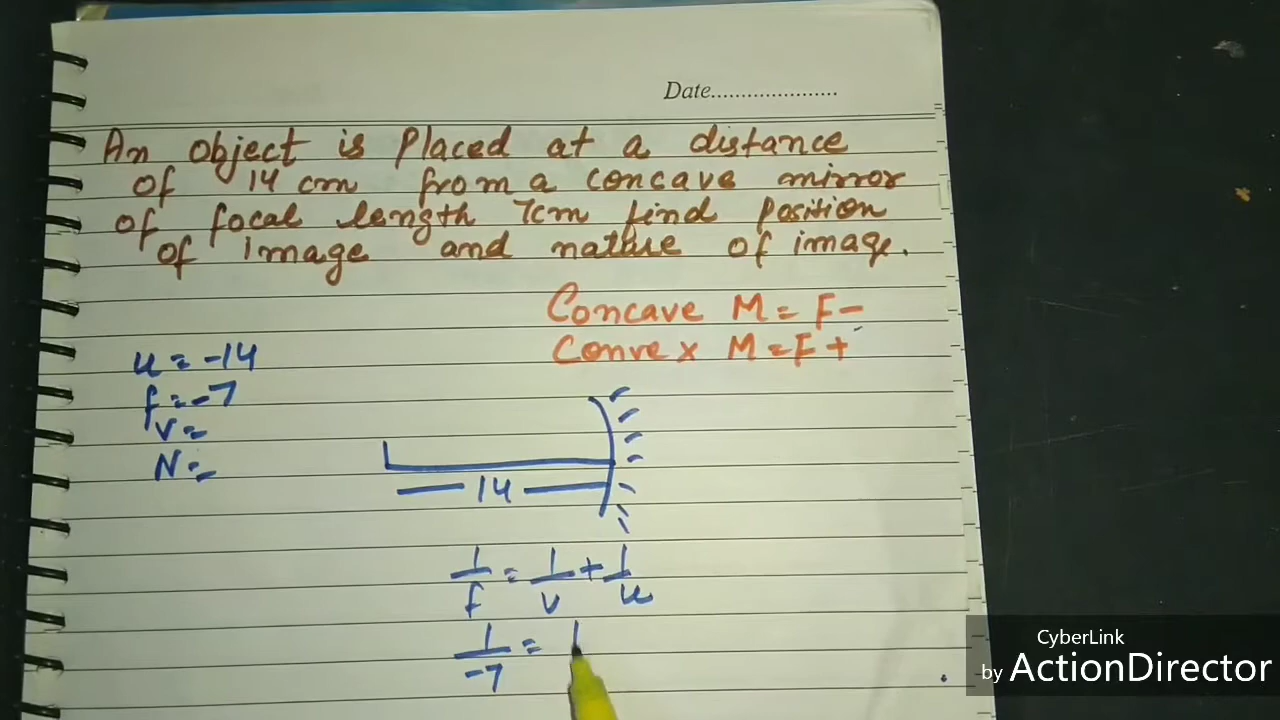 Date.....................
An object is Placed at a distance
of 14 cm from a concave mirror
of focal length 7cm find position
of image and nature of image.
Concave M = F-
Convex M = F +
u = -14
f = -7
v =
N =
14
1/f = 1/v + 1/u
1/-7 = 1
CyberLink
by ActionDirector